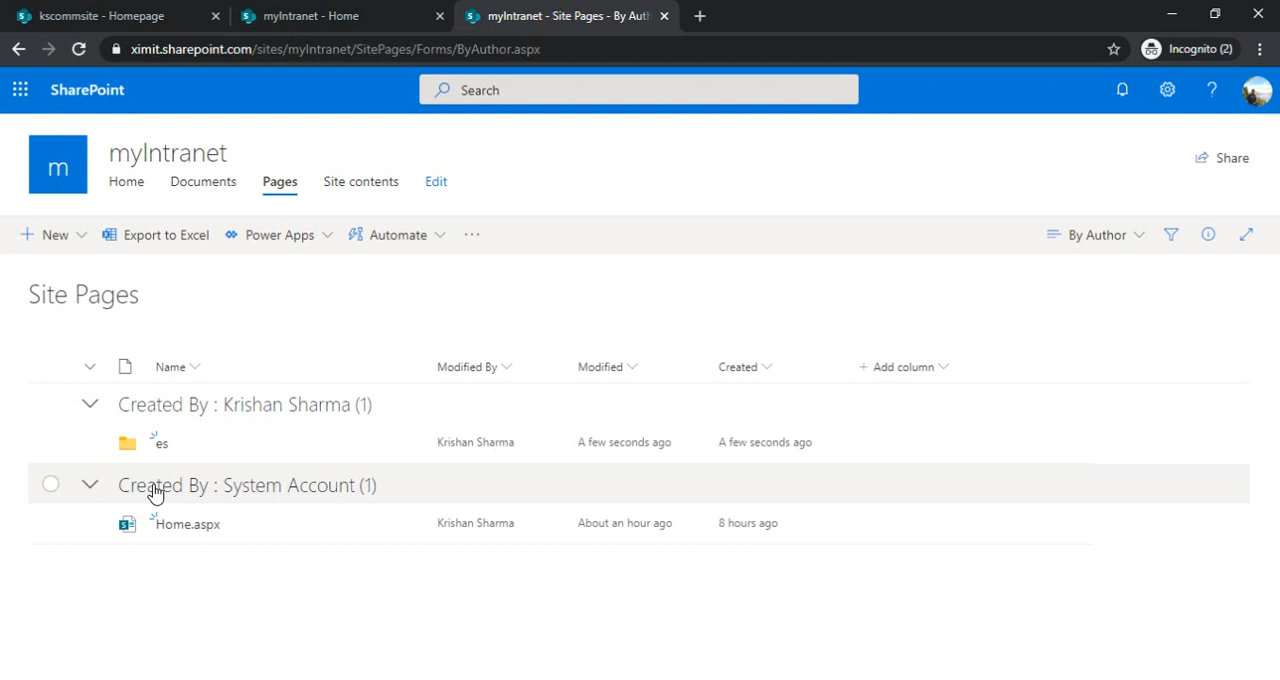 kscommsite - Homepage
myIntranet - Home
myIntranet - Site Pages - By Auth
ximit.sharepoint.com/sites/myIntranet/SitePages/Forms/ByAuthor.aspx
Incognito (2)
SharePoint
Search
m
myIntranet
Share
Home Documents Pages Site contents Edit
New Export to Excel Power Apps Automate ··· By Author
Site Pages
Name Modified By Modified Created + Add column
Created By : Krishan Sharma (1)
es Krishan Sharma A few seconds ago A few seconds ago
Created By : System Account (1)
Home.aspx Krishan Sharma About an hour ago 8 hours ago